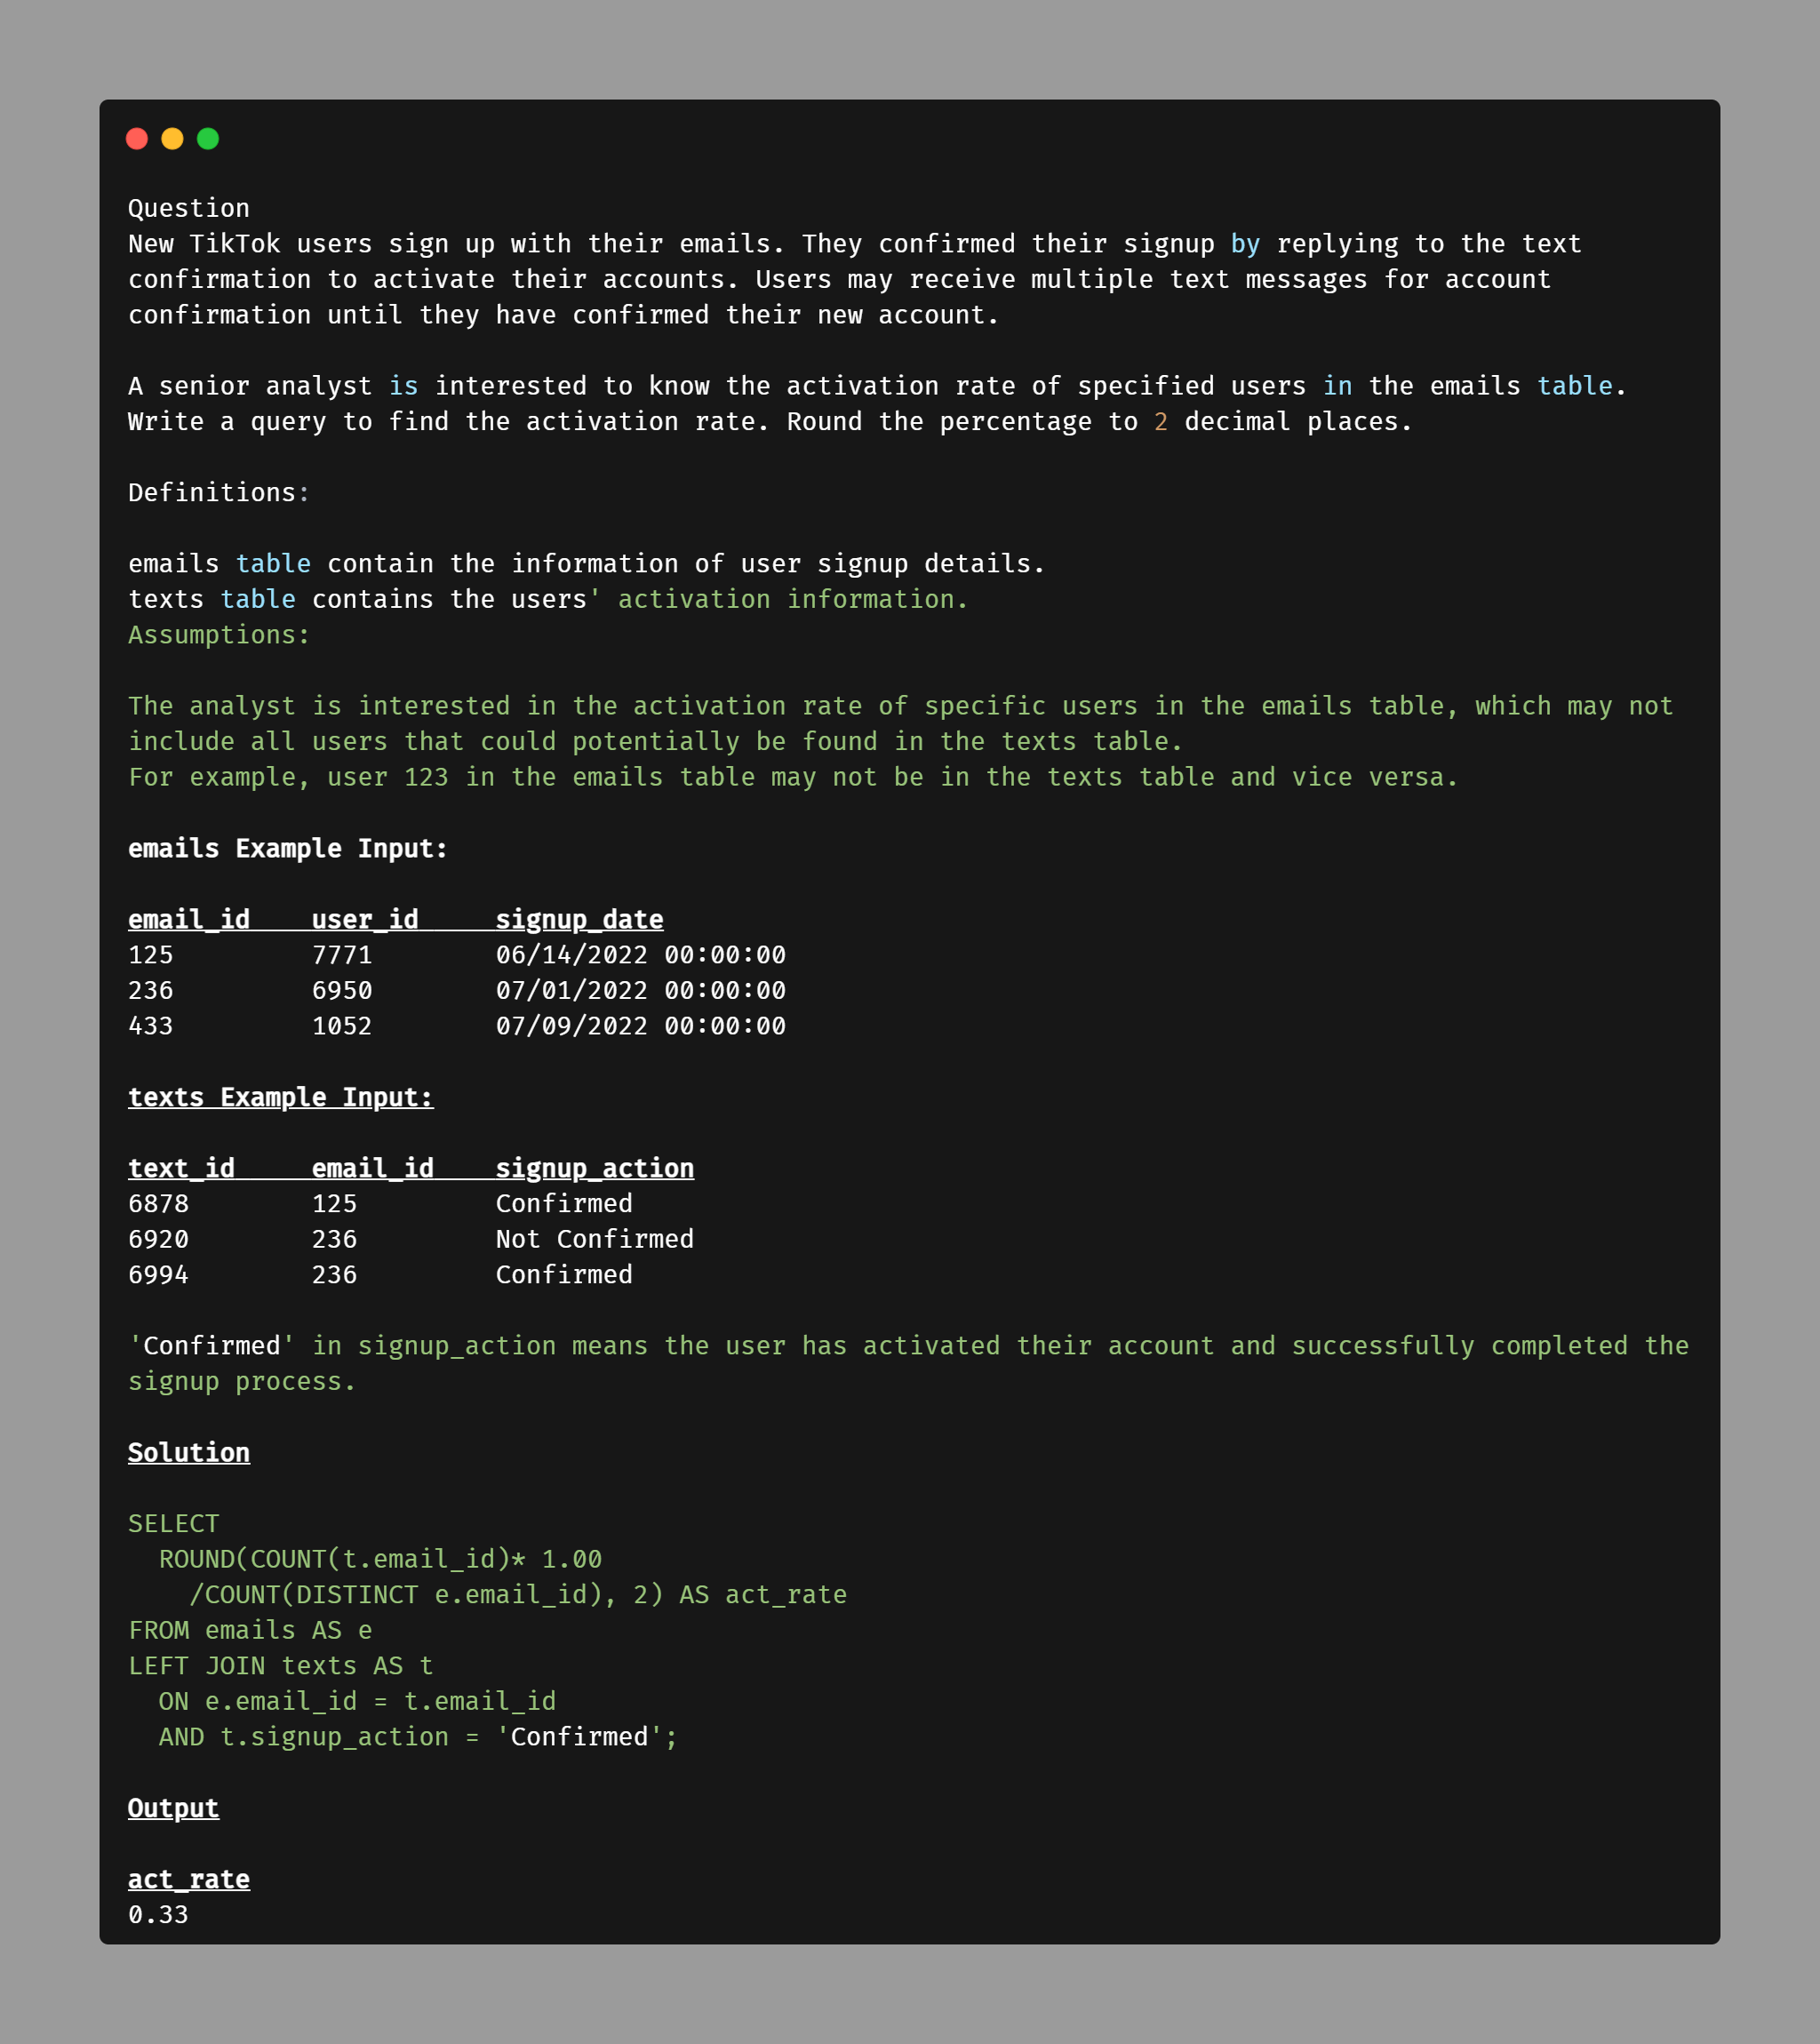 Question
New TikTok users sign up with their emails. They confirmed their signup by replying to the text
confirmation to activate their accounts. Users may receive multiple text messages for account
confirmation until they have confirmed their new account.
A senior analyst is interested to know the activation rate of specified users in the emails table.
Write a query to find the activation rate. Round the percentage to 2 decimal places.
Definitions:
emails table contain the information of user signup details.
texts table contains the users' activation information.
Assumptions:
The analyst is interested in the activation rate of specific users in the emails table, which may not
include all users that could potentially be found in the texts table.
For example, user 123 in the emails table may not be in the texts table and vice versa.
emails Example Input:
email_id    user_id     signup_date
125         7771        06/14/2022 00:00:00
236         6950        07/01/2022 00:00:00
433         1052        07/09/2022 00:00:00
texts Example Input:
text_id     email_id    signup_action
6878        125         Confirmed
6920        236         Not Confirmed
6994        236         Confirmed
'Confirmed' in signup_action means the user has activated their account and successfully completed the
signup process.
Solution
SELECT
  ROUND(COUNT(t.email_id)* 1.00
    /COUNT(DISTINCT e.email_id), 2) AS act_rate
FROM emails AS e
LEFT JOIN texts AS t
  ON e.email_id = t.email_id
  AND t.signup_action = 'Confirmed';
Output
act_rate
0.33